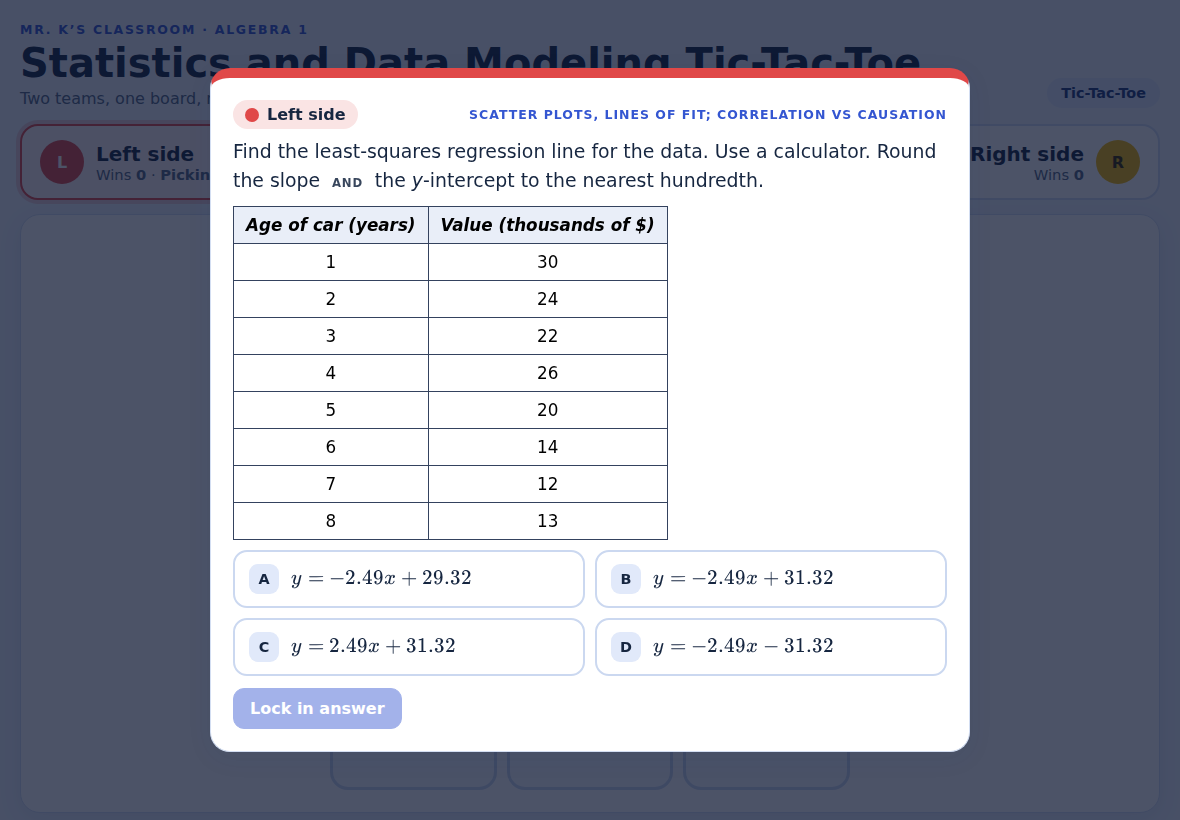 MR. K'S CLASSROOM · ALGEBRA 1
Statistics and Data Modeling Tic-Tac-Toe
Two teams, one board,
Tic-Tac-Toe
L
Left side
Wins 0 · Pickin
Right side
Wins 0
R
Left side
SCATTER PLOTS, LINES OF FIT; CORRELATION VS CAUSATION
Find the least-squares regression line for the data. Use a calculator. Round
the slope AND the y-intercept to the nearest hundredth.
Age of car (years) Value (thousands of $)
1 30
2 24
3 22
4 26
5 20
6 14
7 12
8 13
A y = −2.49x + 29.32
B y = −2.49x + 31.32
C y = 2.49x + 31.32
D y = −2.49x − 31.32
Lock in answer